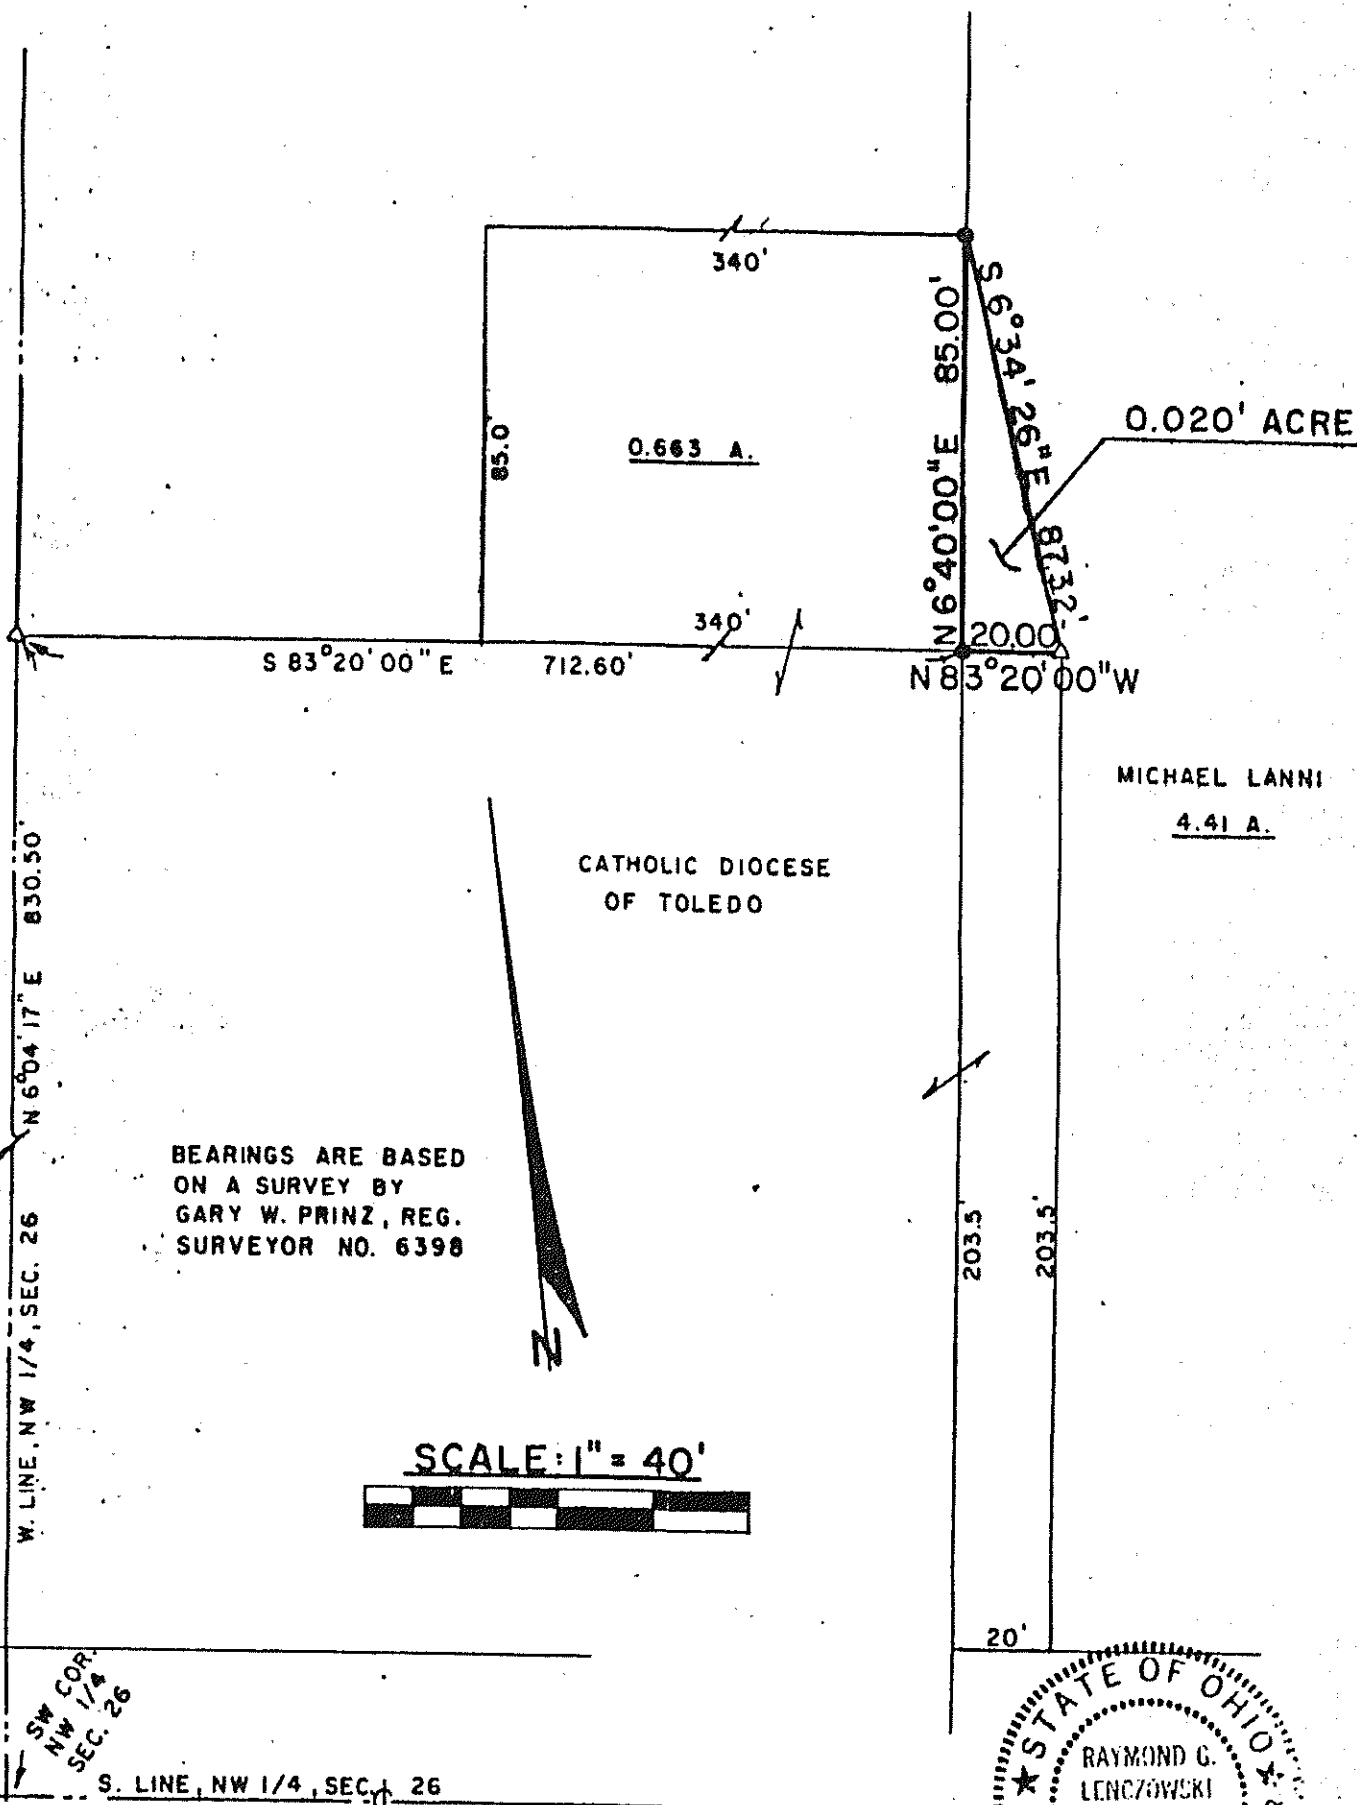 340'
85.0'
0.663 A.
N 6°40'00"E 85.00'
S 6°34'26"E 87.32'
0.020' ACRE
340'
20.00'
S 83°20'00"E 712.60'
N 83°20'00"W
MICHAEL LANNI
4.41 A.
CATHOLIC DIOCESE
OF TOLEDO
N 6°04'17"E 830.50'
BEARINGS ARE BASED
ON A SURVEY BY
GARY W. PRINZ, REG.
SURVEYOR NO. 6398
203.5'
203.5'
N
W. LINE, NW 1/4, SEC. 26
SCALE: 1" = 40'
20'
SW COR.
NW 1/4
SEC. 26
S. LINE, NW 1/4, SEC. 26
STATE OF OHIO
RAYMOND G.
LENCZOWSKI